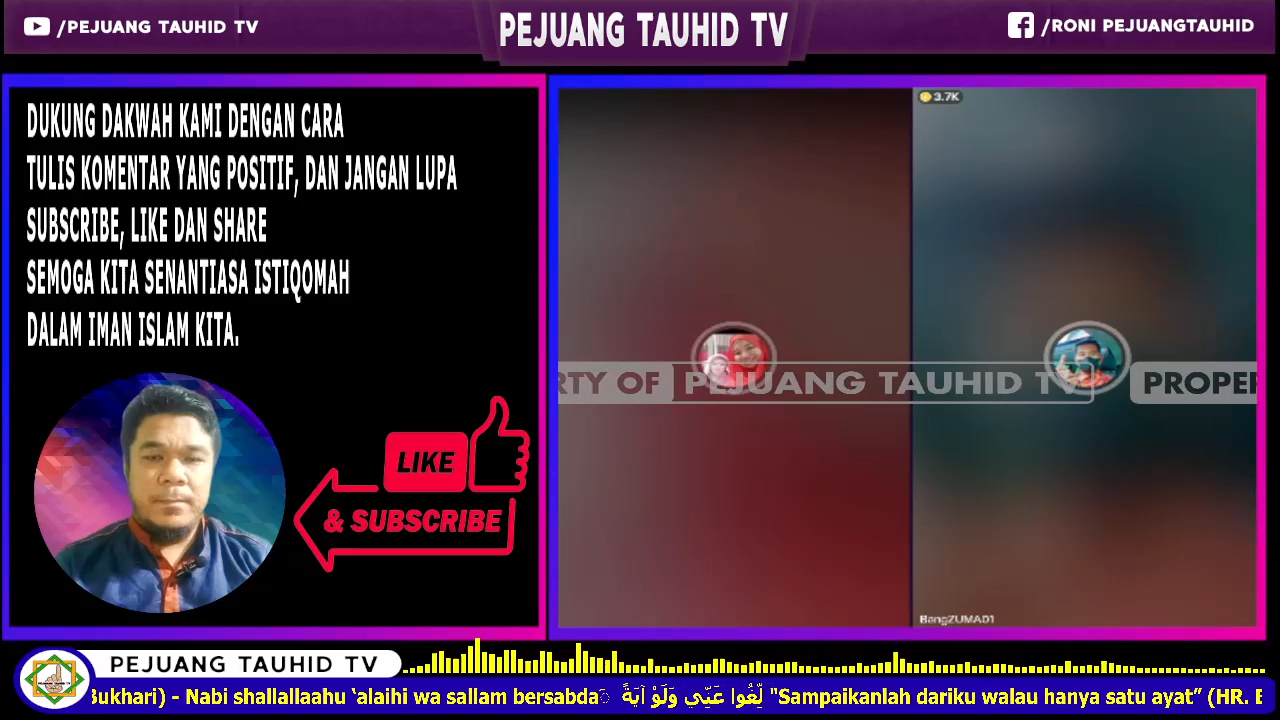 /PEJUANG TAUHID TV
PEJUANG TAUHID TV
/RONI PEJUANGTAUHID
DUKUNG DAKWAH KAMI DENGAN CARA
TULIS KOMENTAR YANG POSITIF, DAN JANGAN LUPA
SUBSCRIBE, LIKE DAN SHARE
SEMOGA KITA SENANTIASA ISTIQOMAH
DALAM IMAN ISLAM KITA.
LIKE
& SUBSCRIBE
3.7K
RTY OF PEJUANG TAUHID TV PROPER
BangZUMA01
PEJUANG TAUHID TV
Bukhari) - Nabi shallallaahu ‘alaihi wa sallam bersabda لِّغُوا عَنِّي وَلَوْ آيَةً "Sampaikanlah dariku walau hanya satu ayat” (HR. B